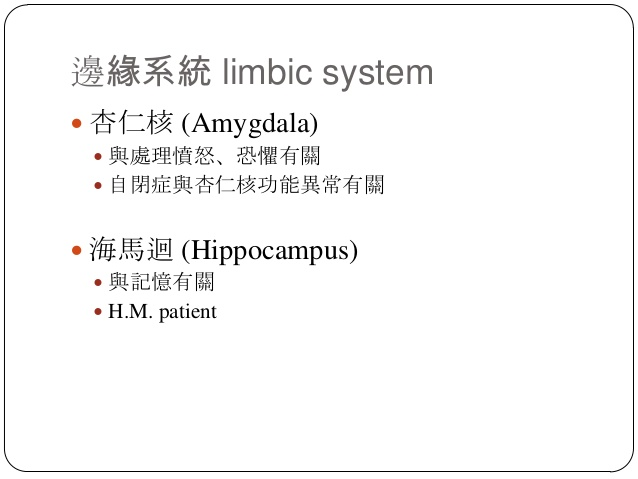 邊緣系統 limbic system
• 杏仁核 (Amygdala)
• 與處理憤怒、恐懼有關
• 自閉症與杏仁核功能異常有關
• 海馬迴 (Hippocampus)
• 與記憶有關
• H.M. patient